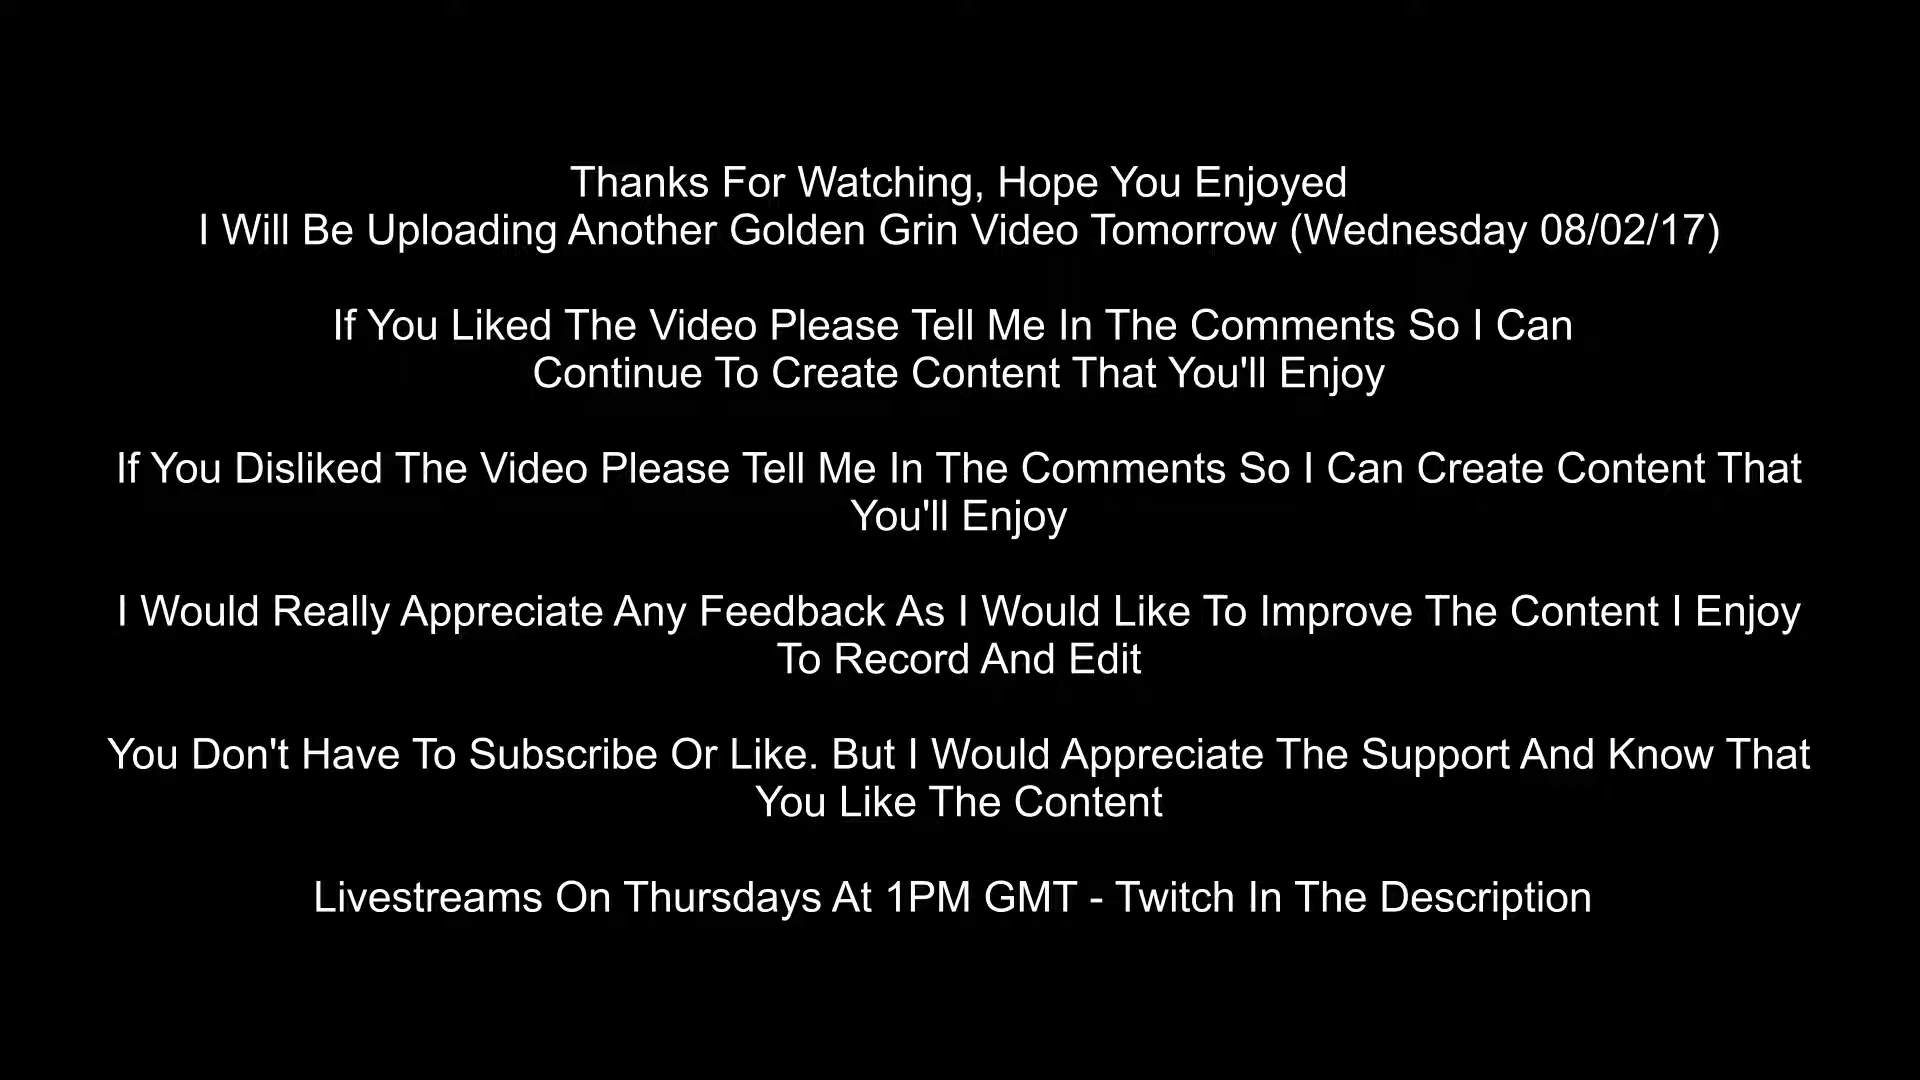 Thanks For Watching, Hope You Enjoyed
I Will Be Uploading Another Golden Grin Video Tomorrow (Wednesday 08/02/17)
If You Liked The Video Please Tell Me In The Comments So I Can
Continue To Create Content That You'll Enjoy
If You Disliked The Video Please Tell Me In The Comments So I Can Create Content That
You'll Enjoy
I Would Really Appreciate Any Feedback As I Would Like To Improve The Content I Enjoy
To Record And Edit
You Don't Have To Subscribe Or Like. But I Would Appreciate The Support And Know That
You Like The Content
Livestreams On Thursdays At 1PM GMT - Twitch In The Description